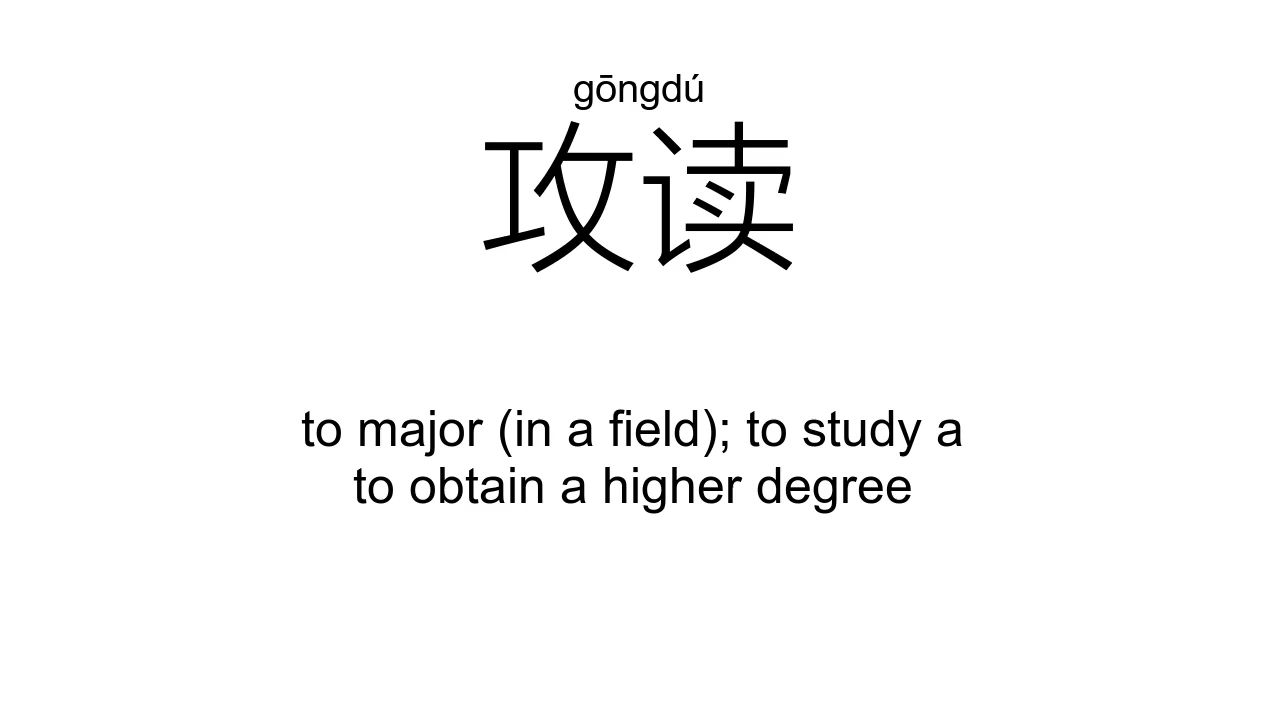 gōngdú
攻读
to major (in a field); to study a
to obtain a higher degree